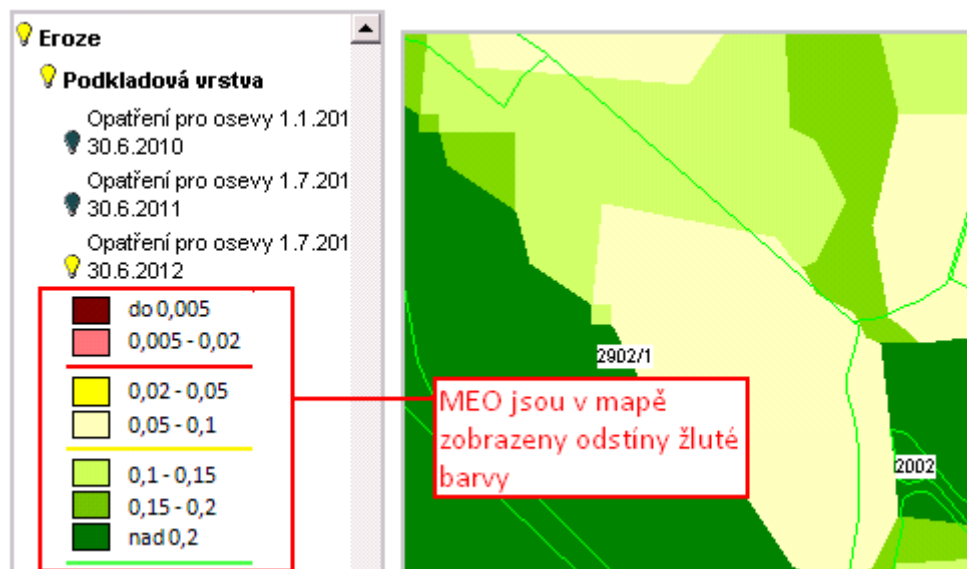 Eroze
Podkladová vrstva
Opatření pro osevy 1.1.201
30.6.2010
Opatření pro osevy 1.7.201
30.6.2011
Opatření pro osevy 1.7.201
30.6.2012
do 0,005
0,005 - 0,02
0,02 - 0,05
0,05 - 0,1
0,1 - 0,15
0,15 - 0,2
nad 0,2
2902/1
MEO jsou v mapě
zobrazeny odstíny žluté
barvy
2002